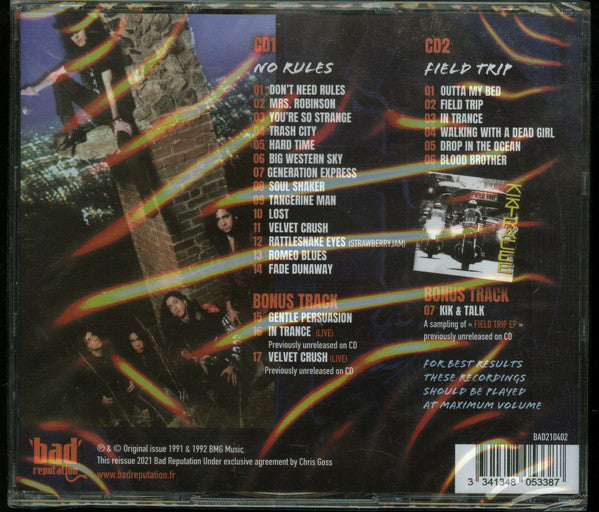 CD1
NO RULES
01 DON'T NEED RULES
02 MRS. ROBINSON
03 YOU'RE SO STRANGE
04 TRASH CITY
05 HARD TIME
06 BIG WESTERN SKY
07 GENERATION EXPRESS
08 SOUL SHAKER
09 TANGERINE MAN
10 LOST
11 VELVET CRUSH
12 RATTLESNAKE EYES (STRAWBERRY JAM)
13 ROMEO BLUES
14 FADE DUNAWAY
BONUS TRACK
15 GENTLE PERSUASION
16 IN TRANCE (LIVE)
Previously unreleased on CD
17 VELVET CRUSH (LIVE)
Previously unreleased on CD
CD2
FIELD TRIP
01 OUTTA MY BED
02 FIELD TRIP
03 IN TRANCE
04 WALKING WITH A DEAD GIRL
05 DROP IN THE OCEAN
06 BLOOD BROTHER
BONUS TRACK
07 KIK & TALK
A sampling of « FIELD TRIP EP »
previously unreleased on CD
FOR BEST RESULTS
THESE RECORDINGS
SHOULD BE PLAYED
AT MAXIMUM VOLUME
'bad'
reputation
℗ & © Original issue 1991 & 1992 BMG Music
This reissue 2021 Bad Reputation Under exclusive agreement by Chris Goss
www.badreputation.fr
BAD210402
3 341348 053387